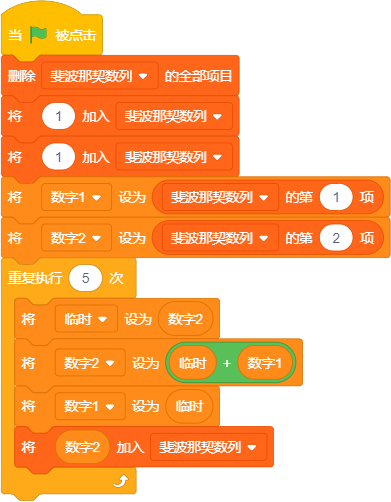 当 被点击
删除 斐波那契数列 的全部项目
将 1 加入 斐波那契数列
将 1 加入 斐波那契数列
将 数字1 设为 斐波那契数列 的第 1 项
将 数字2 设为 斐波那契数列 的第 2 项
重复执行 5 次
将 临时 设为 数字2
将 数字2 设为 临时 + 数字1
将 数字1 设为 临时
将 数字2 加入 斐波那契数列